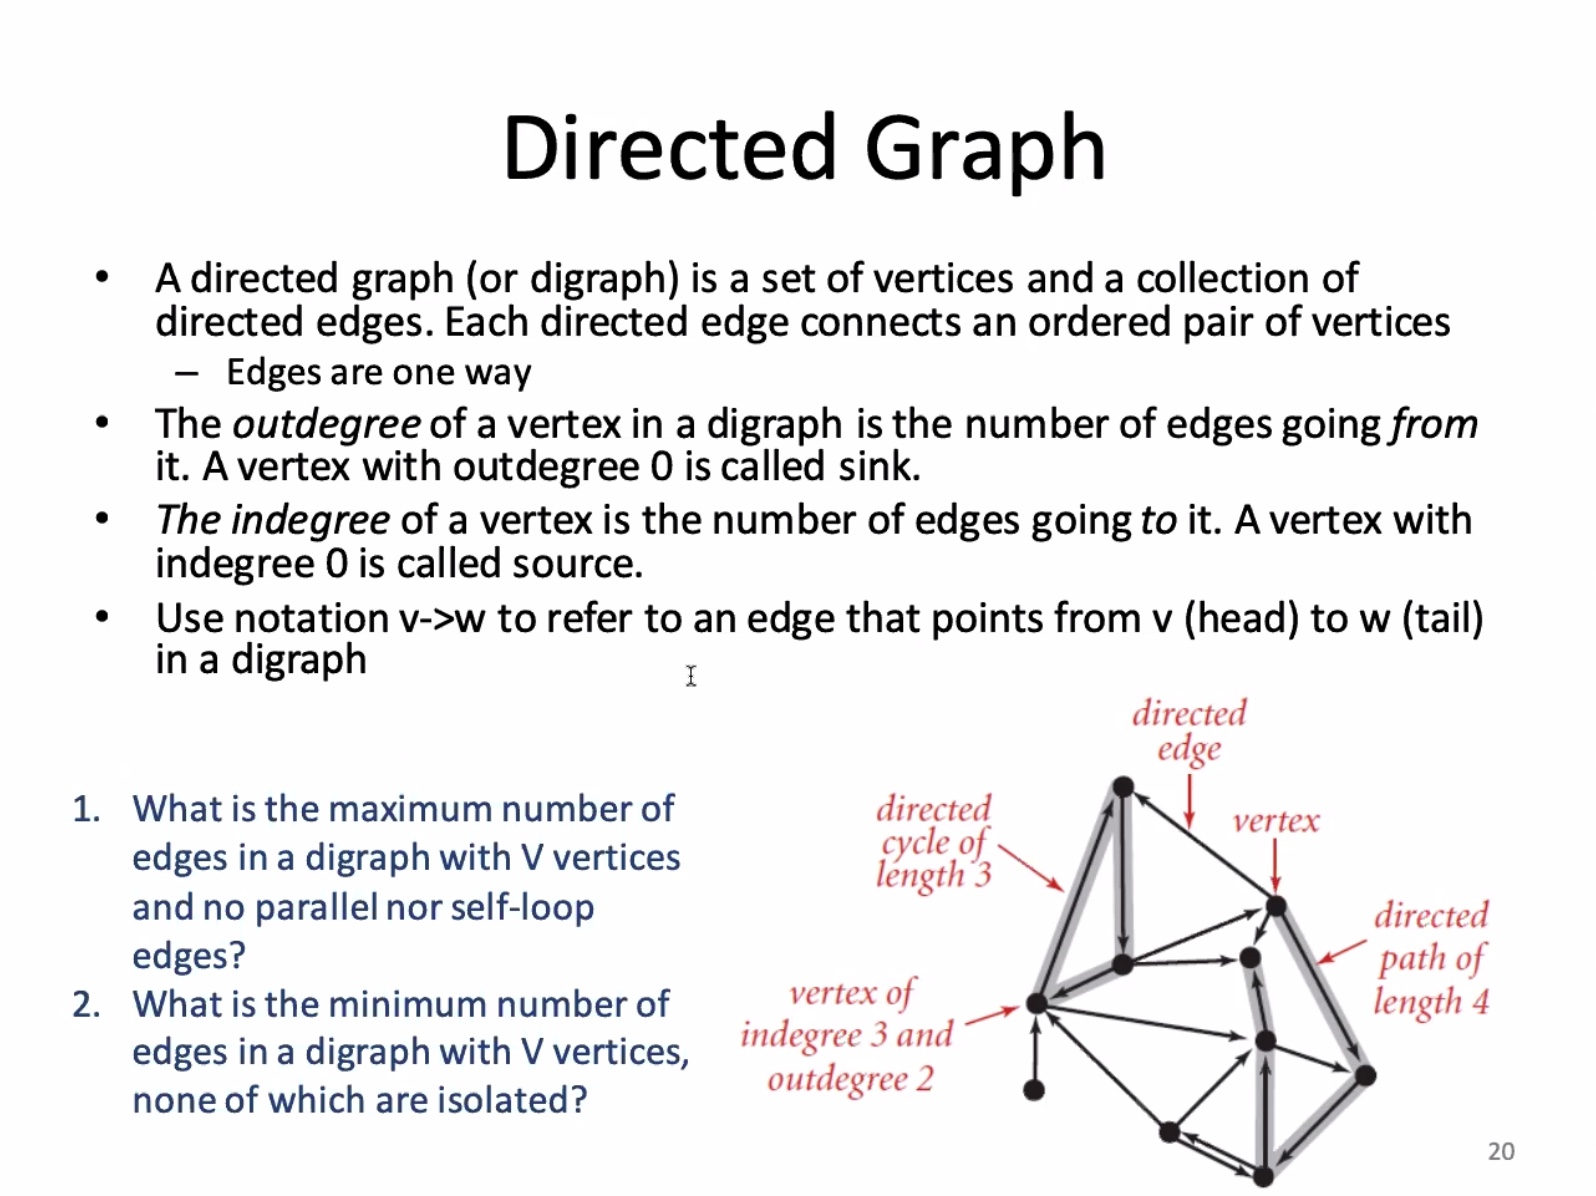 Directed Graph
• A directed graph (or digraph) is a set of vertices and a collection of
directed edges. Each directed edge connects an ordered pair of vertices
– Edges are one way
• The outdegree of a vertex in a digraph is the number of edges going from
it. A vertex with outdegree 0 is called sink.
• The indegree of a vertex is the number of edges going to it. A vertex with
indegree 0 is called source.
• Use notation v->w to refer to an edge that points from v (head) to w (tail)
in a digraph
1. What is the maximum number of
edges in a digraph with V vertices
and no parallel nor self-loop
edges?
2. What is the minimum number of
edges in a digraph with V vertices,
none of which are isolated?
directed
edge
directed
cycle of
length 3
vertex
directed
path of
length 4
vertex of
indegree 3 and
outdegree 2
20